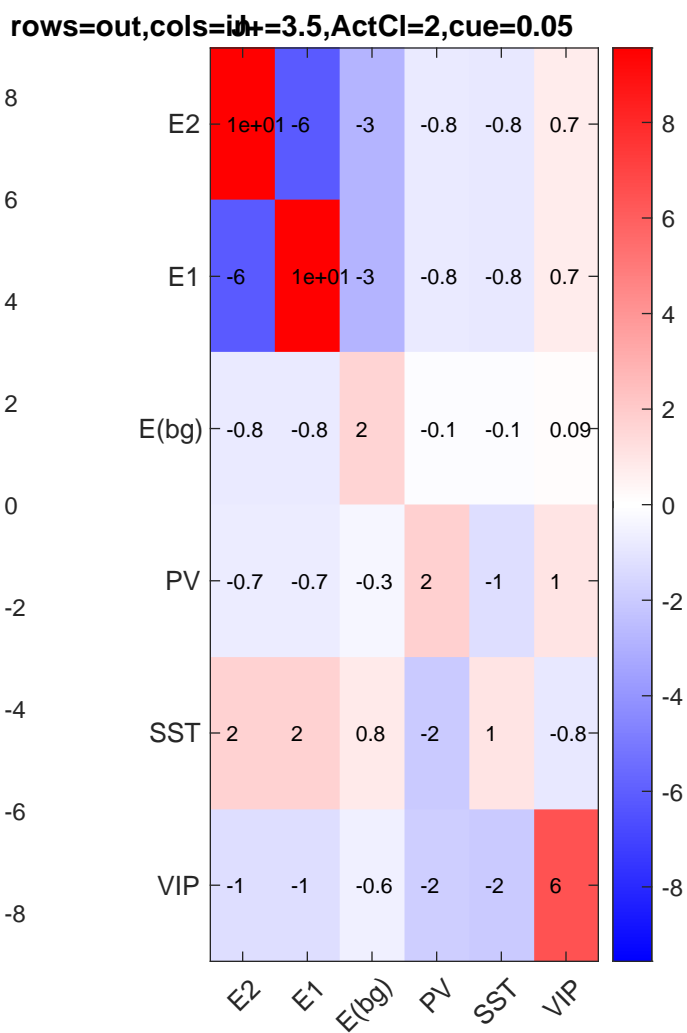 rows=out,cols=in J+=3.5,ActCl=2,cue=0.05
8
6
4
2
0
-2
-4
-6
-8
E2 1e+01 -6 -3 -0.8 -0.8 0.7
E1 -6 1e+01 -3 -0.8 -0.8 0.7
E(bg) -0.8 -0.8 2 -0.1 -0.1 0.09
PV -0.7 -0.7 -0.3 2 -1 1
SST 2 2 0.8 -2 1 -0.8
VIP -1 -1 -0.6 -2 -2 6
E2 E1 E(bg) PV SST VIP
8
6
4
2
0
-2
-4
-6
-8